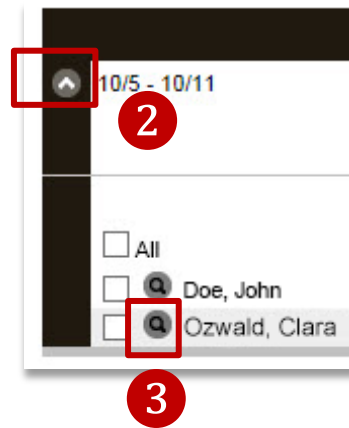 10/5 - 10/11
2
All
Doe, John
Ozwald, Clara
3